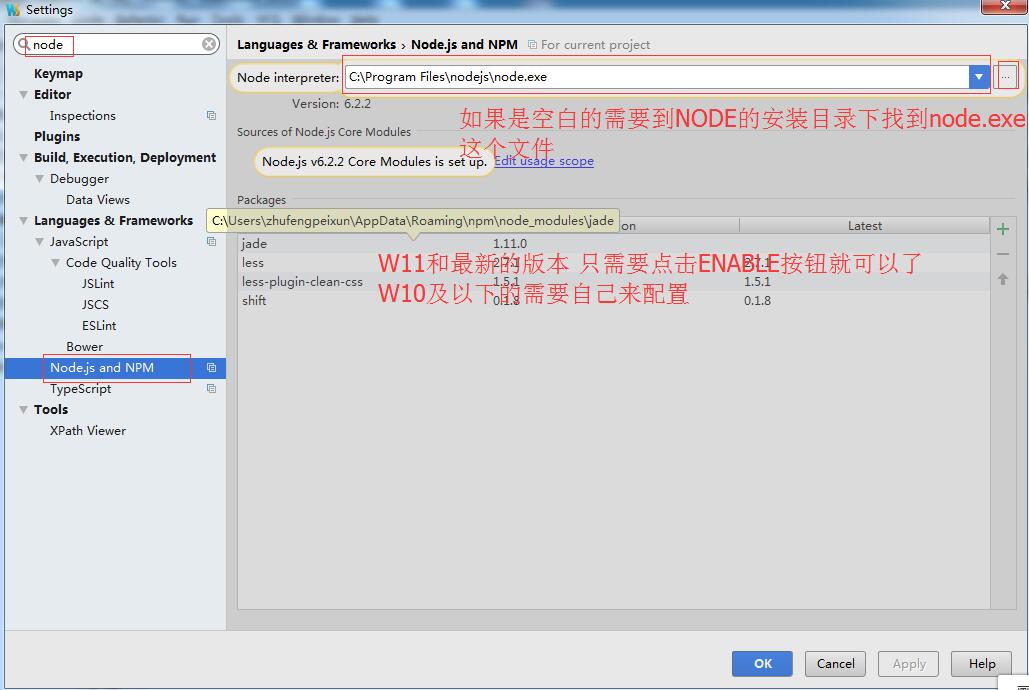 Settings
node
Languages & Frameworks › Node.js and NPM For current project
Keymap
Editor
Inspections
Plugins
Build, Execution, Deployment
Debugger
Data Views
Languages & Frameworks
JavaScript
Code Quality Tools
JSLint
JSCS
ESLint
Bower
Node.js and NPM
TypeScript
Tools
XPath Viewer
Node interpreter: C:\Program Files\nodejs\node.exe ...
Version: 6.2.2
如果是空白的需要到NODE的安装目录下找到node.exe
这个文件
Sources of Node.js Core Modules
Node.js v6.2.2 Core Modules is set up. Edit usage scope
Packages
C:\Users\zhufengpeixun\AppData\Roaming\npm\node_modules\jade
on Latest
jade 1.11.0
less 2.7.1 2.7.1
less-plugin-clean-css 1.5.1 1.5.1
shift 0.1.8 0.1.8
W11和最新的版本 只需要点击ENABLE按钮就可以了
W10及以下的需要自己来配置
OK Cancel Apply Help